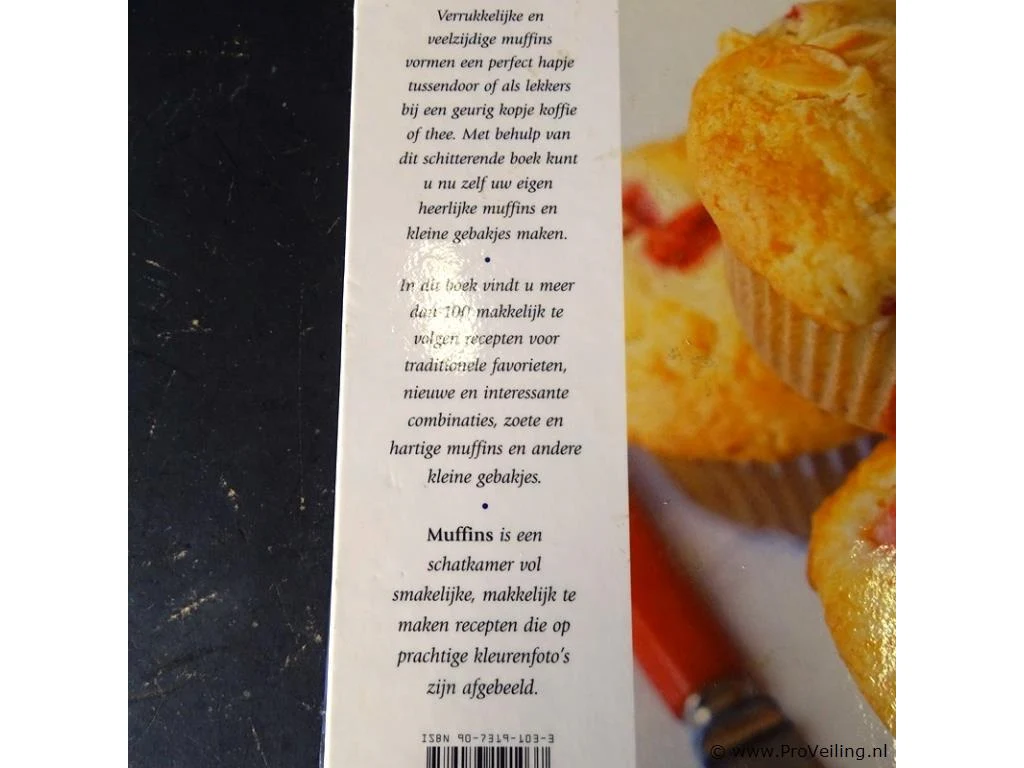 Verrukkelijke en
veelzijdige muffins
vormen een perfect hapje
tussendoor of als lekkers
bij een geurig kopje koffie
of thee. Met behulp van
dit schitterende boek kunt
u nu zelf uw eigen
heerlijke muffins en
kleine gebakjes maken.
•
In dit boek vindt u meer
dan 100 makkelijk te
volgen recepten voor
traditionele favorieten,
nieuwe en interessante
combinaties, zoete en
hartige muffins en andere
kleine gebakjes.
•
Muffins is een
schatkamer vol
smakelijke, makkelijk te
maken recepten die op
prachtige kleurenfoto's
zijn afgebeeld.
ISBN 90-7319-103-3
© www.ProVeiling.nl